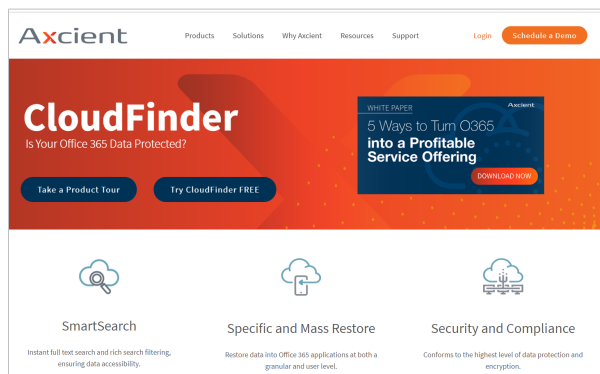 Axcient
Products Solutions Why Axcient Resources Support Login Schedule a Demo
CloudFinder
Is Your Office 365 Data Protected?
Take a Product Tour Try CloudFinder FREE
WHITE PAPER Axcient
5 Ways to Turn O365
into a Profitable
Service Offering
DOWNLOAD NOW
SmartSearch
Instant full text search and rich search filtering,
ensuring data accessibility.
Specific and Mass Restore
Restore data into Office 365 applications at both a
granular and user level.
Security and Compliance
Conforms to the highest level of data protection and
encryption.